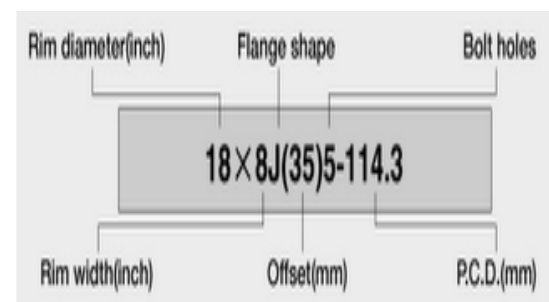 Rim diameter(inch) Flange shape Bolt holes
18×8J(35)5-114.3
Rim width(inch) Offset(mm) P.C.D.(mm)